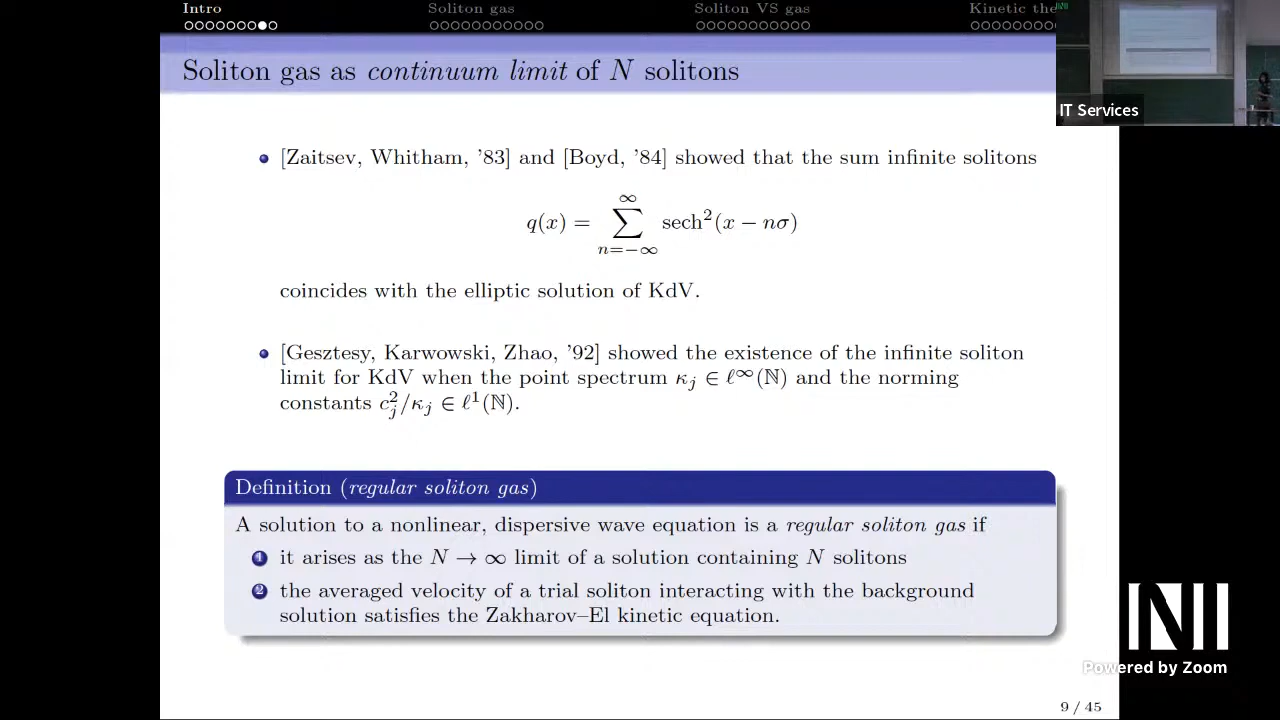 Intro Soliton gas Soliton VS gas Kinetic the
Soliton gas as continuum limit of N solitons
IT Services
[Zaitsev, Whitham, '83] and [Boyd, '84] showed that the sum infinite solitons
q(x) = ∑_{n=−∞}^{∞} sech²(x − nσ)
coincides with the elliptic solution of KdV.
[Gesztesy, Karwowski, Zhao, '92] showed the existence of the infinite soliton
limit for KdV when the point spectrum κ_j ∈ ℓ^∞(ℕ) and the norming
constants c_j²/κ_j ∈ ℓ¹(ℕ).
Definition (regular soliton gas)
A solution to a nonlinear, dispersive wave equation is a regular soliton gas if
1 it arises as the N → ∞ limit of a solution containing N solitons
2 the averaged velocity of a trial soliton interacting with the background
solution satisfies the Zakharov–El kinetic equation.
Powered by Zoom
9 / 45